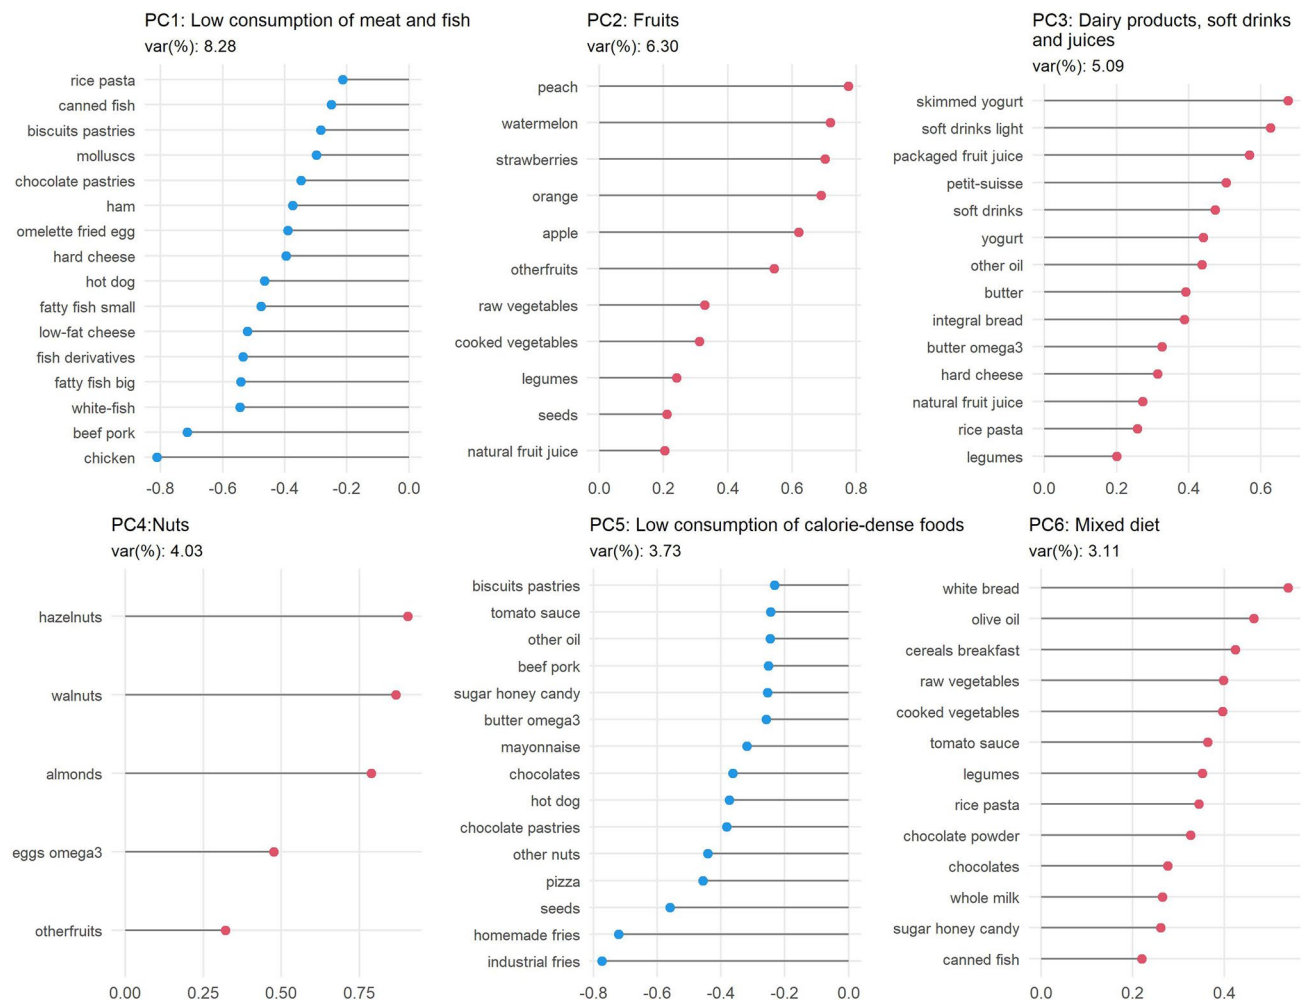 PC1: Low consumption of meat and fish
var(%): 8.28
rice pasta
canned fish
biscuits pastries
molluscs
chocolate pastries
ham
omelette fried egg
hard cheese
hot dog
fatty fish small
low-fat cheese
fish derivatives
fatty fish big
white-fish
beef pork
chicken
-0.8 -0.6 -0.4 -0.2 0.0
PC2: Fruits
var(%): 6.30
peach
watermelon
strawberries
orange
apple
otherfruits
raw vegetables
cooked vegetables
legumes
seeds
natural fruit juice
0.0 0.2 0.4 0.6 0.8
PC3: Dairy products, soft drinks
and juices
var(%): 5.09
skimmed yogurt
soft drinks light
packaged fruit juice
petit-suisse
soft drinks
yogurt
other oil
butter
integral bread
butter omega3
hard cheese
natural fruit juice
rice pasta
legumes
0.0 0.2 0.4 0.6
PC4:Nuts
var(%): 4.03
hazelnuts
walnuts
almonds
eggs omega3
otherfruits
0.00 0.25 0.50 0.75
PC5: Low consumption of calorie-dense foods
var(%): 3.73
biscuits pastries
tomato sauce
other oil
beef pork
sugar honey candy
butter omega3
mayonnaise
chocolates
hot dog
chocolate pastries
other nuts
pizza
seeds
homemade fries
industrial fries
-0.8 -0.6 -0.4 -0.2 0.0
PC6: Mixed diet
var(%): 3.11
white bread
olive oil
cereals breakfast
raw vegetables
cooked vegetables
tomato sauce
legumes
rice pasta
chocolate powder
chocolates
whole milk
sugar honey candy
canned fish
0.0 0.2 0.4